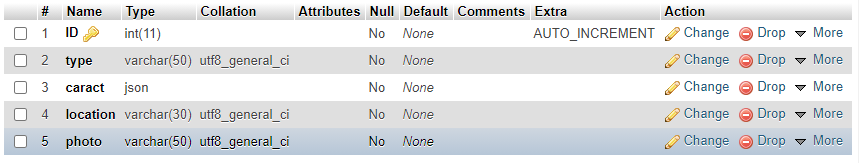 # Name Type Collation Attributes Null Default Comments Extra Action
1 ID int(11) No None AUTO_INCREMENT Change Drop More
2 type varchar(50) utf8_general_ci No None Change Drop More
3 caract json No None Change Drop More
4 location varchar(30) utf8_general_ci No None Change Drop More
5 photo varchar(50) utf8_general_ci No None Change Drop More